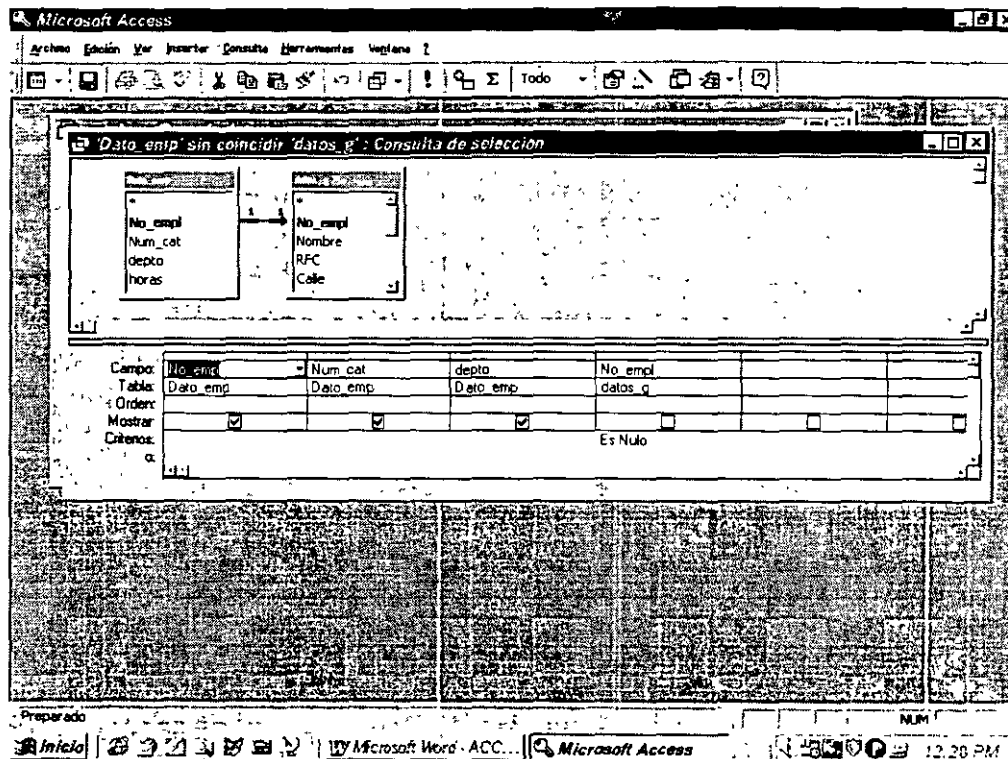 Microsoft Access
Archivo Edición Ver Insertar Consulta Herramientas Ventana ?
Todo
'Dato_emp' sin coincidir 'datos_g' : Consulta de selección
*
No_empl
Num_cat
depto
horas
1 1
*
No_empl
Nombre
RFC
Calle
Campo: No_empl Num_cat depto No_empl
Tabla: Dato_emp Dato_emp Dato_emp datos_g
Orden:
Mostrar:
Criterios: Es Nulo
o:
Preparado NUM
Inicio Microsoft Word - ACC... Microsoft Access 12:20 PM